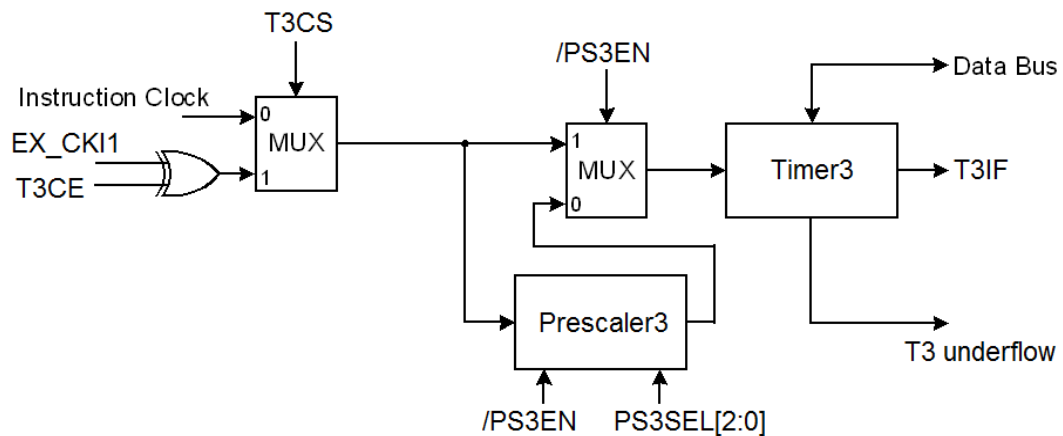 T3CS
/PS3EN
Instruction Clock
0
MUX
EX_CKI1
T3CE
1
1
MUX
0
Timer3
Data Bus
T3IF
Prescaler3
T3 underflow
/PS3EN
PS3SEL[2:0]